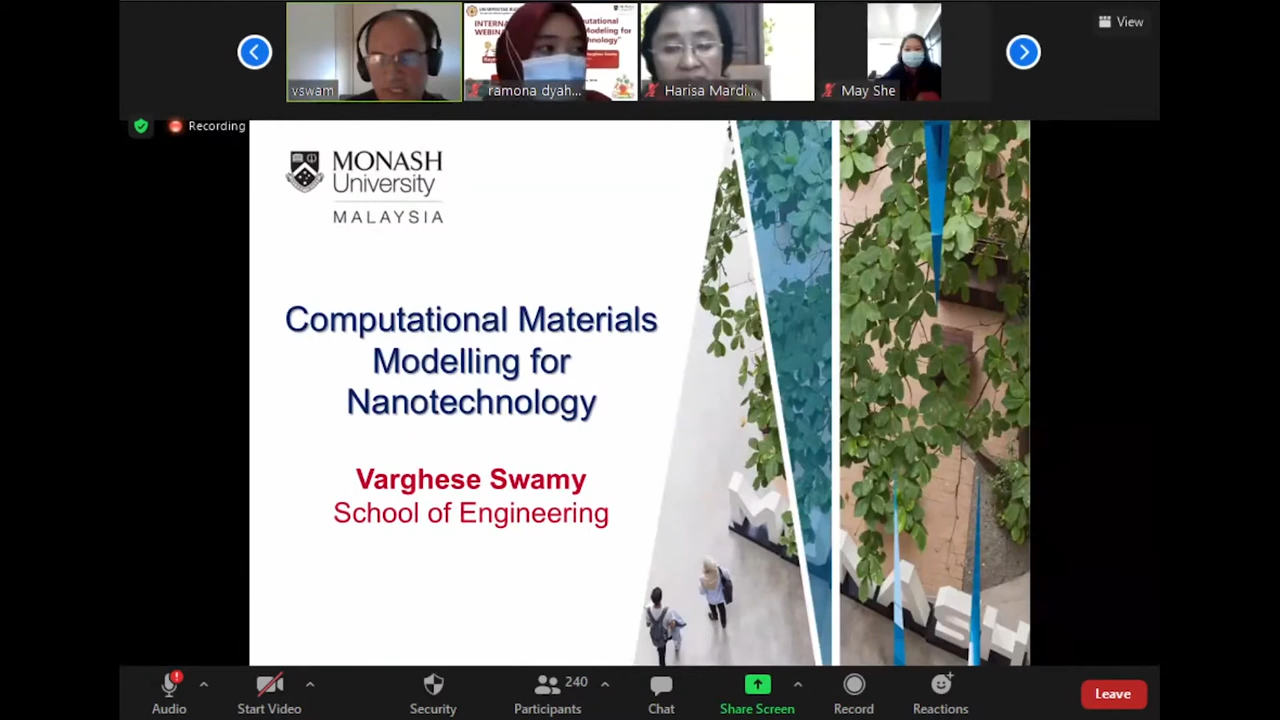 View
vswam
ramona dyah...
Harisa Mardi...
May She
Recording
MONASH
University
MALAYSIA
Computational Materials
Modelling for
Nanotechnology
Varghese Swamy
School of Engineering
Audio
Start Video
Security
Participants
240
Chat
Share Screen
Record
Reactions
Leave